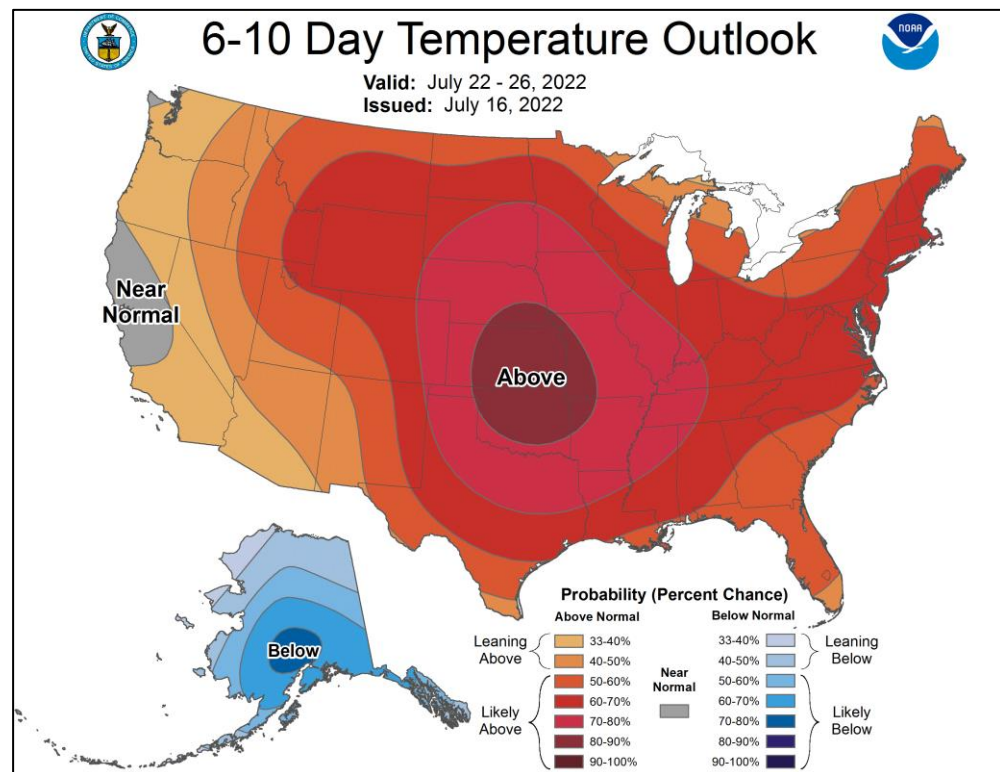 6-10 Day Temperature Outlook
NOAA
Valid: July 22 - 26, 2022
Issued: July 16, 2022
Near
Normal
Above
Below
Probability (Percent Chance)
Above Normal
Below Normal
Leaning
Above
33-40%
40-50%
Likely
Above
50-60%
60-70%
70-80%
80-90%
90-100%
Near
Normal
33-40%
40-50%
Leaning
Below
50-60%
60-70%
70-80%
80-90%
90-100%
Likely
Below